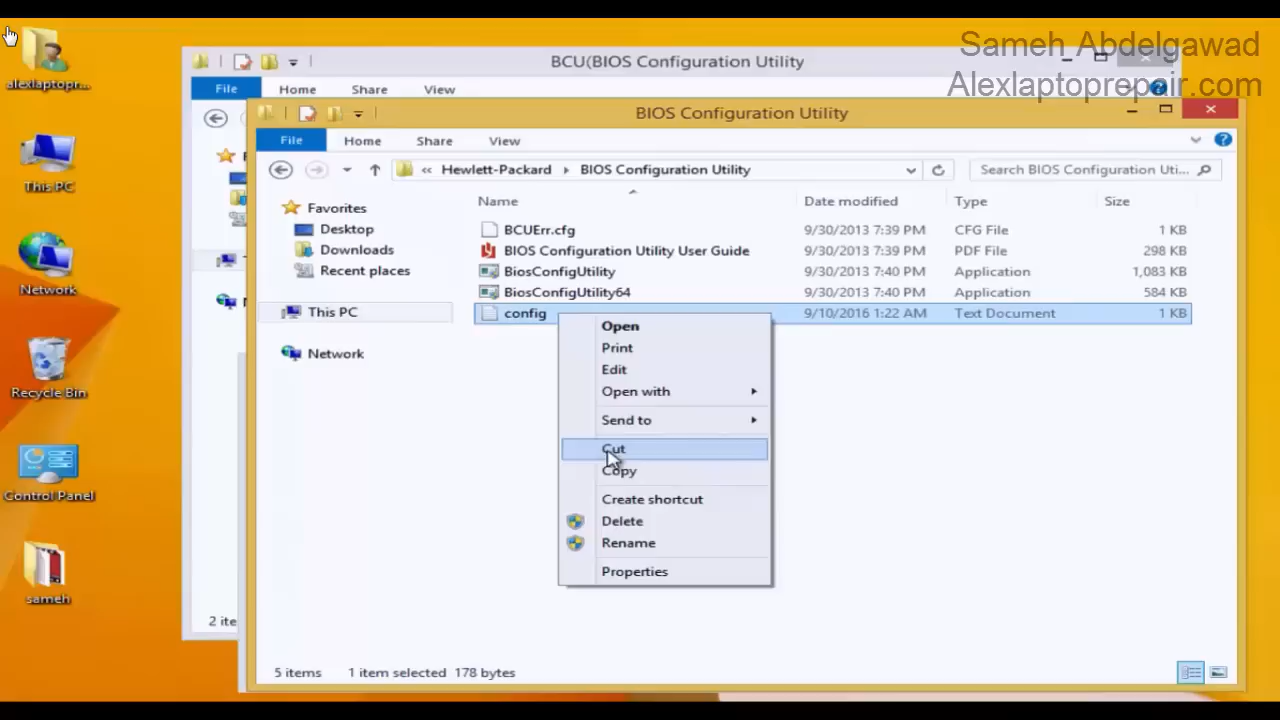 Sameh_Abdelgawad
Alexlaptoprepair.com
alexlaptopr...
This PC
Network
Recycle Bin
Control Panel
sameh
BCU(BIOS Configuration Utility
File Home Share View
2 ite
BIOS Configuration Utility
File Home Share View
« Hewlett-Packard BIOS Configuration Utility
Search BIOS Configuration Uti...
Favorites
Desktop
Downloads
Recent places
This PC
Network
Name Date modified Type Size
BCUErr.cfg 9/30/2013 7:39 PM CFG File 1 KB
BIOS Configuration Utility User Guide 9/30/2013 7:39 PM PDF File 298 KB
BiosConfigUtility 9/30/2013 7:40 PM Application 1,083 KB
BiosConfigUtility64 9/30/2013 7:40 PM Application 584 KB
config 9/10/2016 1:22 AM Text Document 1 KB
Open
Print
Edit
Open with
Send to
Cut
Copy
Create shortcut
Delete
Rename
Properties
5 items 1 item selected 178 bytes